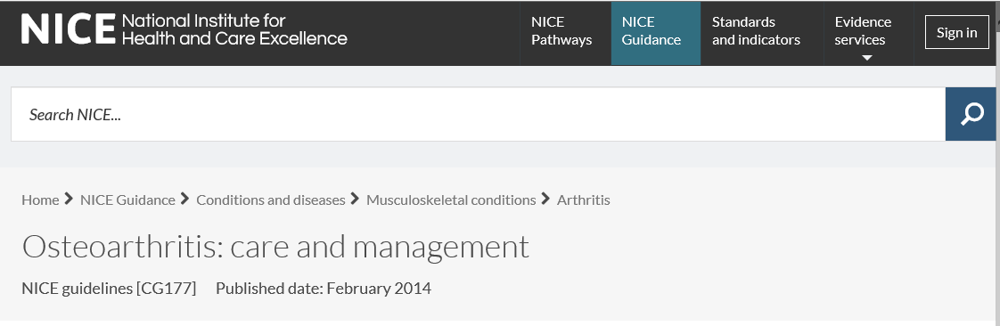 NICE National Institute for
Health and Care Excellence
NICE
Pathways
NICE
Guidance
Standards
and indicators
Evidence
services
Sign in
Search NICE...
Home NICE Guidance Conditions and diseases Musculoskeletal conditions Arthritis
Osteoarthritis: care and management
NICE guidelines [CG177] Published date: February 2014